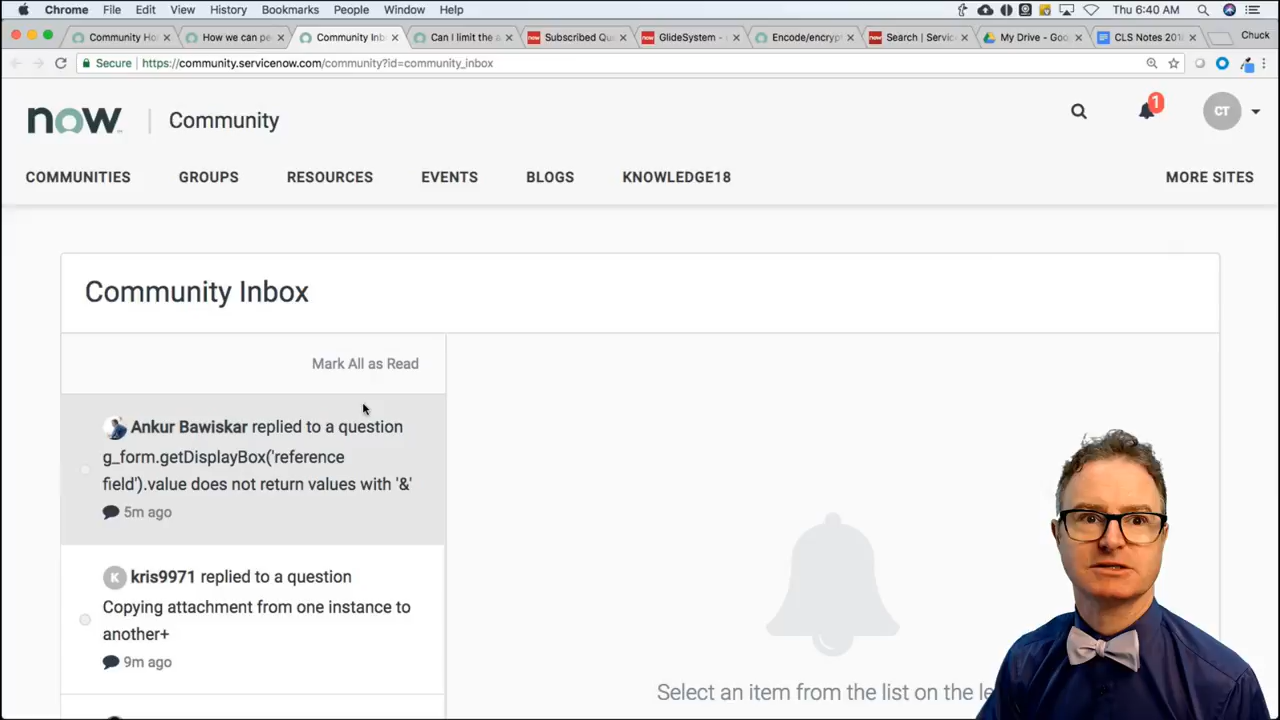 Chrome File Edit View History Bookmarks People Window Help Thu 6:40 AM
Community Ho
How we can pe
Community Inb
Can I limit the a
Subscribed Qu
GlideSystem -
Encode/encryp
Search | Servic
My Drive - Goo
CLS Notes 201
Chuck
Secure https://community.servicenow.com/community?id=community_inbox
now Community
1
CT
COMMUNITIES GROUPS RESOURCES EVENTS BLOGS KNOWLEDGE18 MORE SITES
Community Inbox
Mark All as Read
Ankur Bawiskar replied to a question
g_form.getDisplayBox('reference
field').value does not return values with '&'
5m ago
K kris9971 replied to a question
Copying attachment from one instance to
another+
9m ago
Select an item from the list on the le